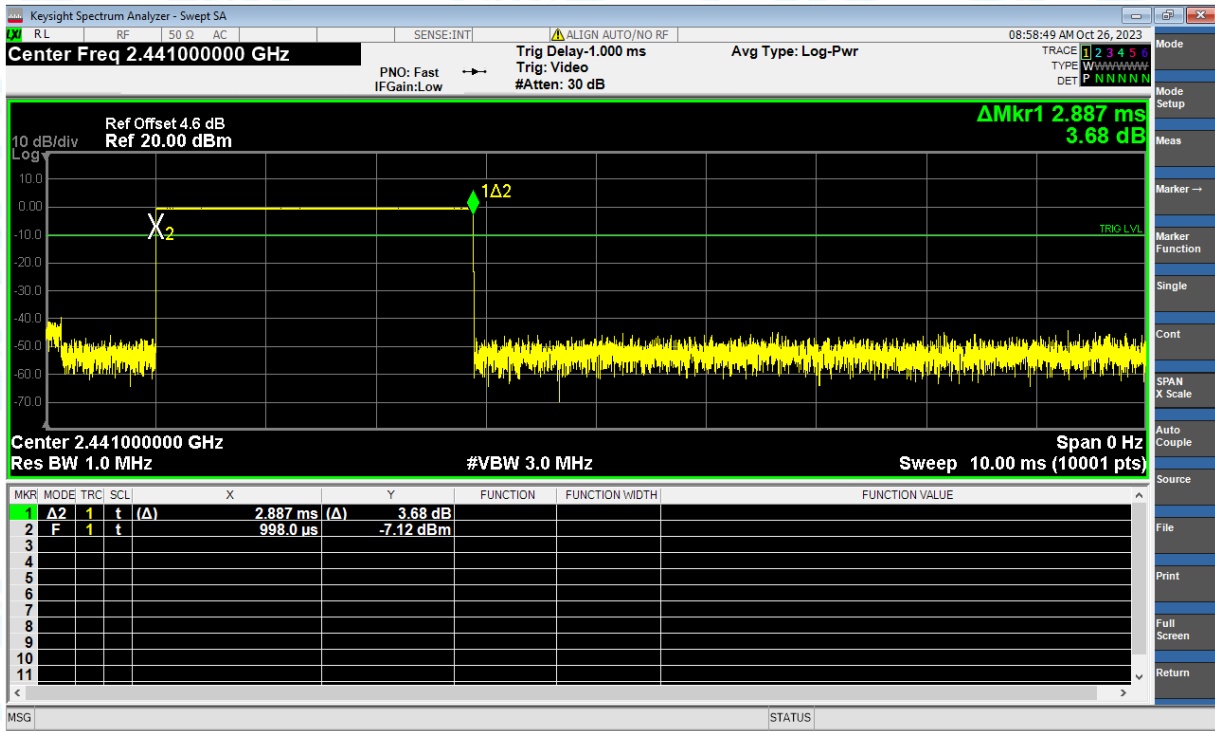 Keysight Spectrum Analyzer - Swept SA
LXI RL RF 50 Ω AC SENSE:INT ALIGN AUTO/NO RF 08:58:49 AM Oct 26, 2023
Center Freq 2.441000000 GHz
PNO: Fast
IFGain:Low
Trig Delay-1.000 ms
Trig: Video
#Atten: 30 dB
Avg Type: Log-Pwr
TRACE 1 2 3 4 5 6
TYPE WWWWWW
DET P N N N N N
ΔMkr1 2.887 ms
3.68 dB
Ref Offset 4.6 dB
10 dB/div Ref 20.00 dBm
Log
10.0
0.00
-10.0
-20.0
-30.0
-40.0
-50.0
-60.0
-70.0
1Δ2
X2
TRIG LVL
Center 2.441000000 GHz Span 0 Hz
Res BW 1.0 MHz #VBW 3.0 MHz Sweep 10.00 ms (10001 pts)
MKR MODE TRC SCL X Y FUNCTION FUNCTION WIDTH FUNCTION VALUE
1 Δ2 1 t (Δ) 2.887 ms (Δ) 3.68 dB
2 F 1 t 998.0 µs -7.12 dBm
3
4
5
6
7
8
9
10
11
MSG STATUS
Mode
Mode
Setup
Meas
Marker →
Marker
Function
Single
Cont
SPAN
X Scale
Auto
Couple
Source
File
Print
Full
Screen
Return